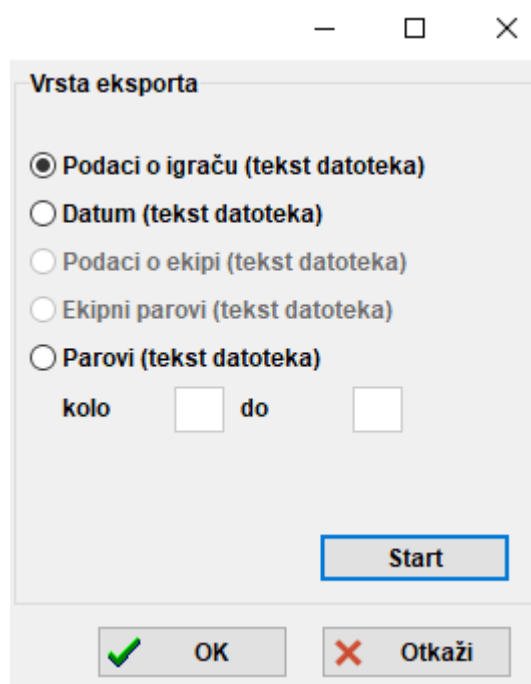 Vrsta eksporta
Podaci o igraču (tekst datoteka)
Datum (tekst datoteka)
Podaci o ekipi (tekst datoteka)
Ekipni parovi (tekst datoteka)
Parovi (tekst datoteka)
kolo do
Start
OK Otkaži